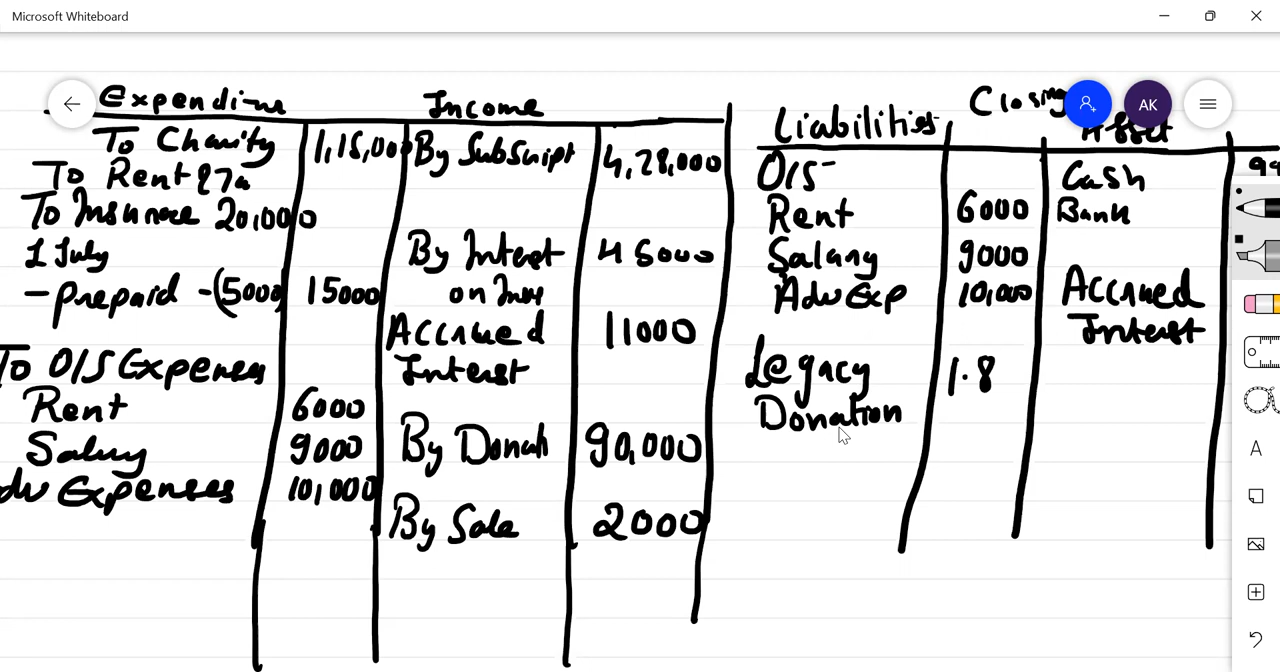 Microsoft Whiteboard
AK
Expenditure
Income
To Charity 1,15,000 By Subscript 4,28,000
To Rent
To Insurance 20,000
1 July
- prepaid -(5000) 15000
By Interest 45000
on Inv
Accrued 11000
Interest
To O/S Expenses
Rent 6000
Salary 9000
Adv Expenses 10,000
By Donati 90,000
By Sale 2000
Closing
Liabilities Asset
O/S Cash
Rent 6000 Bank
Salary 9000
Adv Exp 10,000 Accrued
Interest
Legacy 1.8
Donation